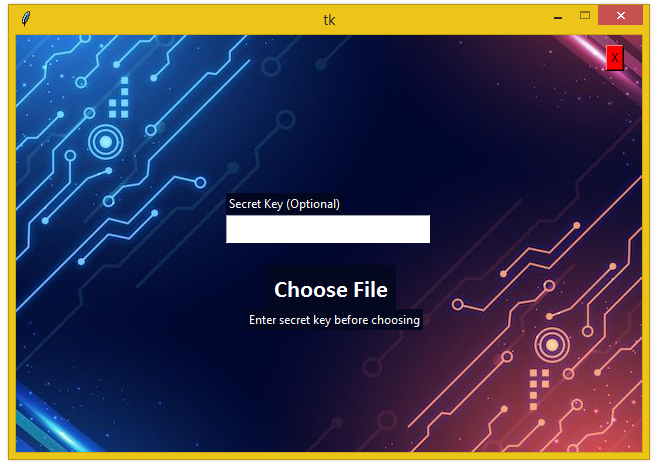 tk
X
Secret Key (Optional)
Choose File
Enter secret key before choosing